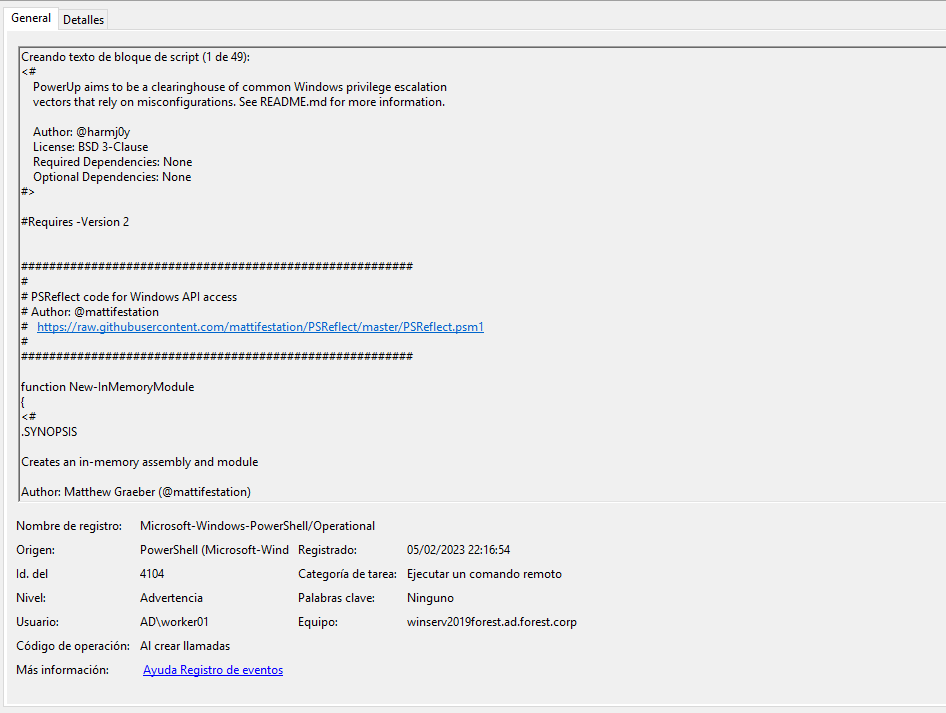 General
Detalles
Creando texto de bloque de script (1 de 49):
<#
PowerUp aims to be a clearinghouse of common Windows privilege escalation
vectors that rely on misconfigurations. See README.md for more information.
Author: @harmj0y
License: BSD 3-Clause
Required Dependencies: None
Optional Dependencies: None
#>
#Requires -Version 2
########################################################
#
# PSReflect code for Windows API access
# Author: @mattifestation
# https://raw.githubusercontent.com/mattifestation/PSReflect/master/PSReflect.psm1
#
########################################################
function New-InMemoryModule
{
<#
.SYNOPSIS
Creates an in-memory assembly and module
Author: Matthew Graeber (@mattifestation)
Nombre de registro: Microsoft-Windows-PowerShell/Operational
Origen: PowerShell (Microsoft-Wind Registrado: 05/02/2023 22:16:54
Id. del 4104 Categoría de tarea: Ejecutar un comando remoto
Nivel: Advertencia Palabras clave: Ninguno
Usuario: AD\worker01 Equipo: winserv2019forest.ad.forest.corp
Código de operación: Al crear llamadas
Más información: Ayuda Registro de eventos